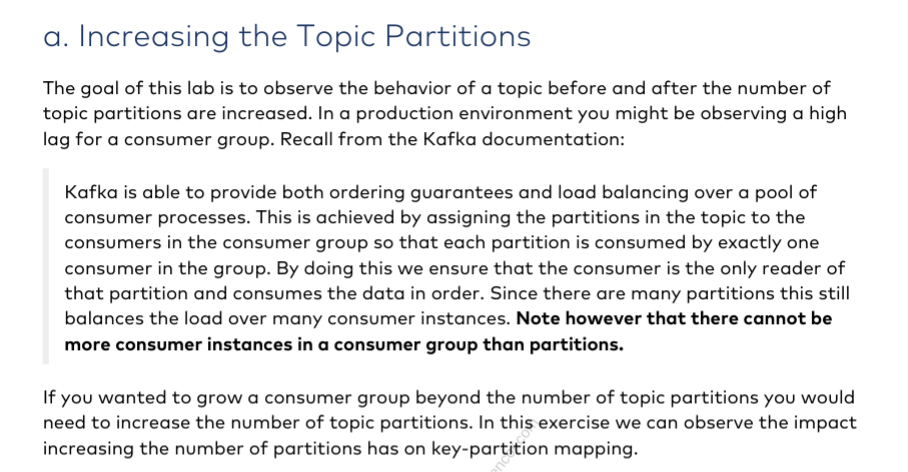 a. Increasing the Topic Partitions
The goal of this lab is to observe the behavior of a topic before and after the number of
topic partitions are increased. In a production environment you might be observing a high
lag for a consumer group. Recall from the Kafka documentation:
Kafka is able to provide both ordering guarantees and load balancing over a pool of
consumer processes. This is achieved by assigning the partitions in the topic to the
consumers in the consumer group so that each partition is consumed by exactly one
consumer in the group. By doing this we ensure that the consumer is the only reader of
that partition and consumes the data in order. Since there are many partitions this still
balances the load over many consumer instances. Note however that there cannot be
more consumer instances in a consumer group than partitions.
If you wanted to grow a consumer group beyond the number of topic partitions you would
need to increase the number of topic partitions. In this exercise we can observe the impact
increasing the number of partitions has on key-partition mapping.